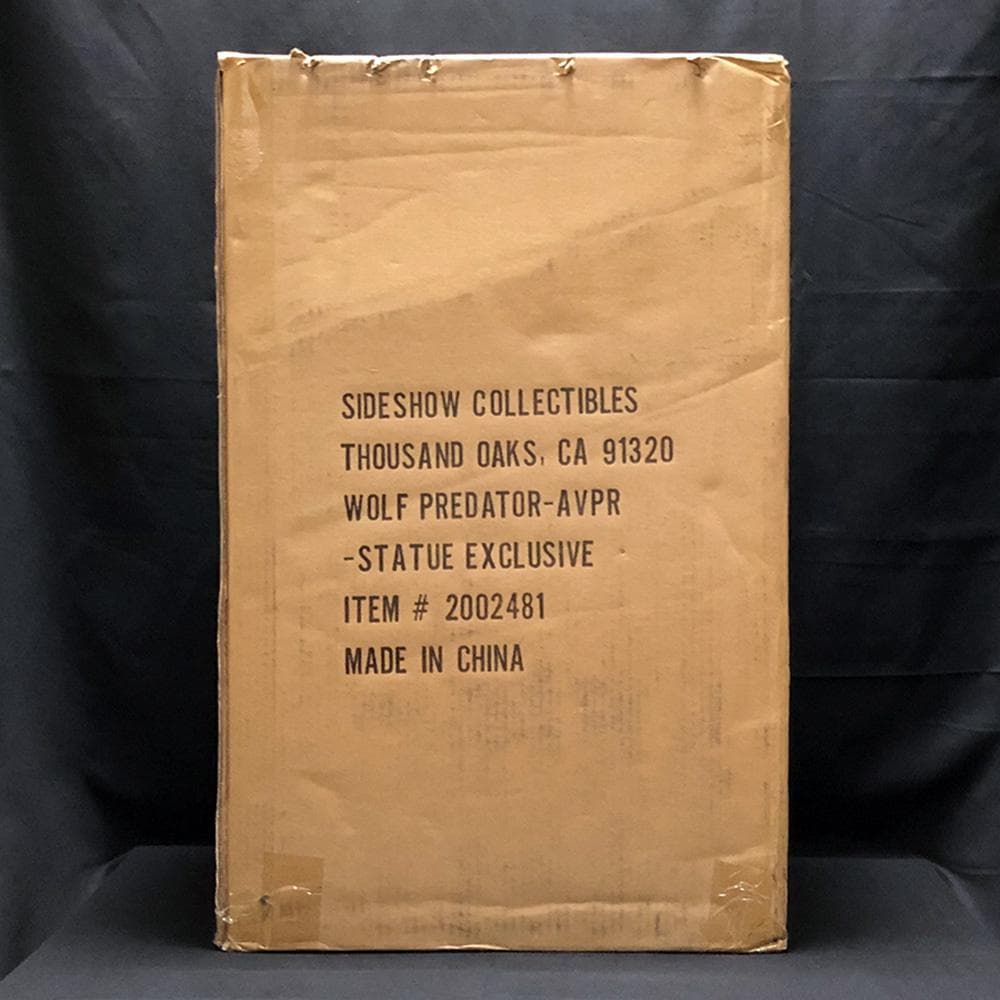 SIDESHOW COLLECTIBLES
THOUSAND OAKS, CA 91320
WOLF PREDATOR-AVPR
-STATUE EXCLUSIVE
ITEM # 2002481
MADE IN CHINA